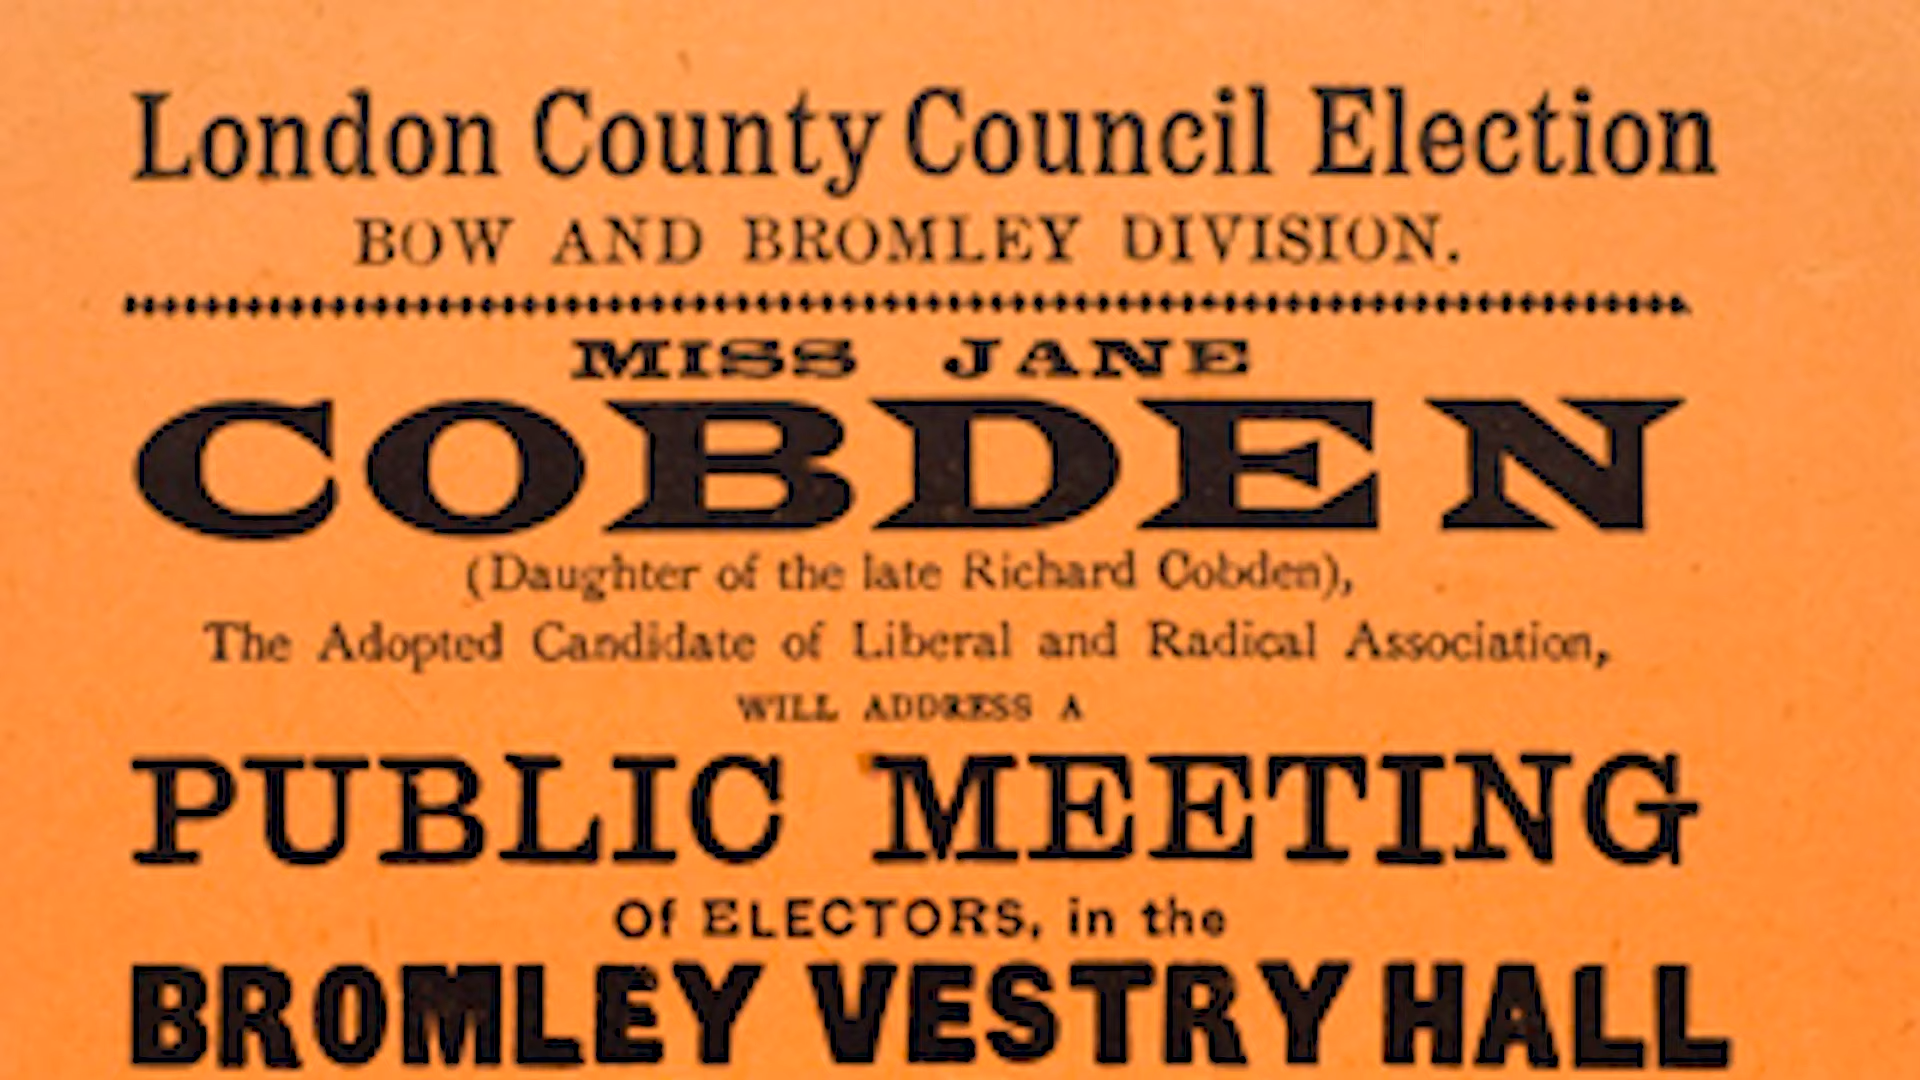 London County Council Election
BOW AND BROMLEY DIVISION.
MISS JANE
COBDEN
(Daughter of the late Richard Cobden),
The Adopted Candidate of Liberal and Radical Association,
WILL ADDRESS A
PUBLIC MEETING
Of ELECTORS, in the
BROMLEY VESTRY HALL